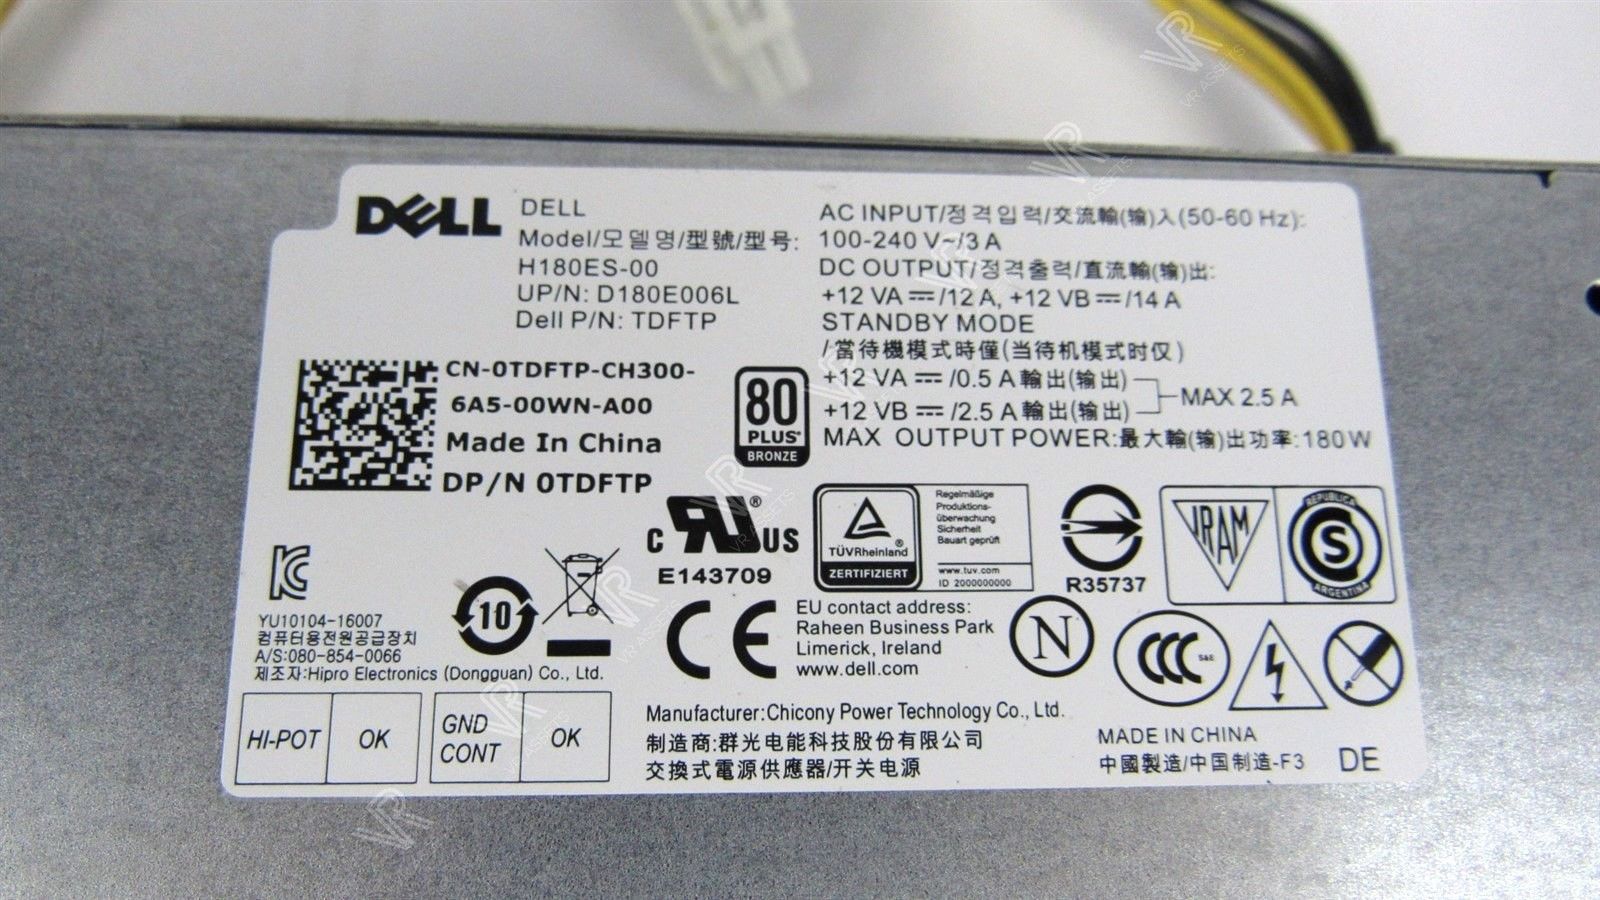 DELL
DELL
Model/모델명/型號/型号:
H180ES-00
UP/N: D180E006L
Dell P/N: TDFTP
AC INPUT/정격입력/交流輸(输)入(50-60 Hz):
100-240 V~/3 A
DC OUTPUT/정격출력/直流輸(输)出:
+12 VA⎓/12 A, +12 VB⎓/14 A
STANDBY MODE
/當待機模式時僅(当待机模式时仅)
+12 VA⎓/0.5 A輸出(输出)
+12 VB⎓/2.5 A輸出(输出)
MAX 2.5 A
MAX OUTPUT POWER:最大輸(输)出功率:180W
CN-0TDFTP-CH300-
6A5-00WN-A00
Made In China
DP/N 0TDFTP
80
PLUS®
BRONZE
C RU® US
E143709
TÜVRheinland®
ZERTIFIZIERT
Regelmäßige
Produktions-
überwachung
Sicherheit
Bauart geprüft
www.tuv.com
ID 2000000000
R35737
IRAM
REPUBLICA
S
ARGENTINA
KC
YU10104-16007
컴퓨터용전원공급장치
A/S:080-854-0066
제조자:Hipro Electronics (Dongguan) Co., Ltd.
10
CE
EU contact address:
Raheen Business Park
Limerick, Ireland
www.dell.com
N
CCC S&E
HI-POT OK
GND
CONT
OK
Manufacturer:Chicony Power Technology Co., Ltd.
制造商:群光电能科技股份有限公司
交換式電源供應器/开关电源
MADE IN CHINA
中國製造/中国制造-F3
DE
VR ASSETS